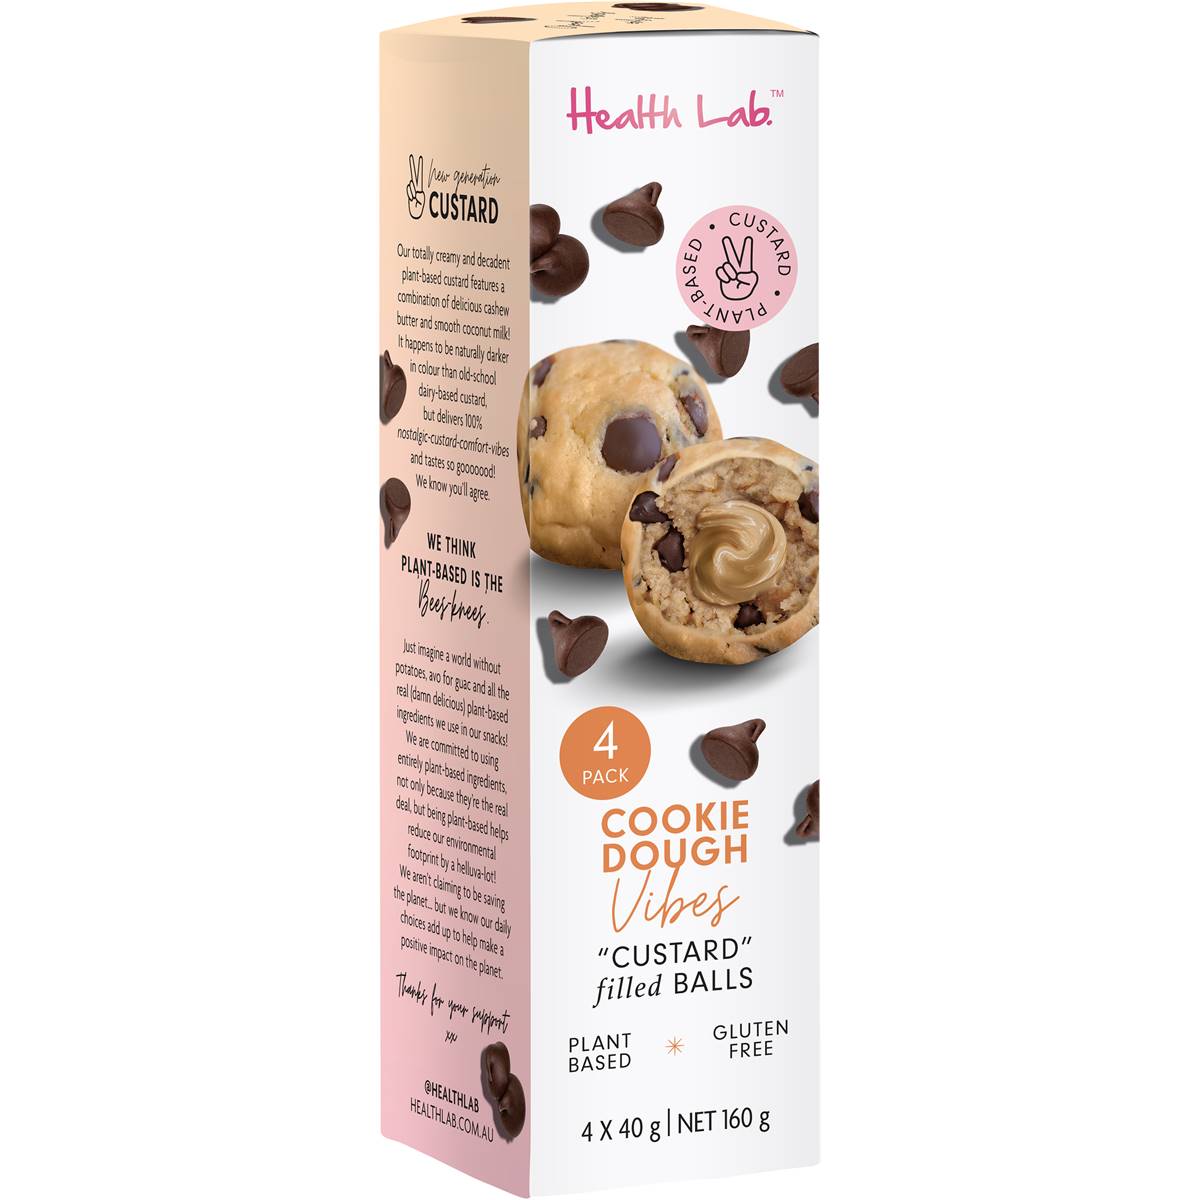 New generation
CUSTARD
Our totally creamy and decadent
plant-based custard features a
combination of delicious cashew
butter and smooth coconut milk!
It happens to be naturally darker
in colour than old-school
dairy-based custard,
but delivers 100%
nostalgic-custard-comfort-vibes
and tastes so gooooood!
We know you'll agree.
WE THINK
PLANT-BASED IS THE
Bees-knees.
Just imagine a world without
potatoes, avo for guac and all the
real (damn delicious) plant-based
ingredients we use in our snacks!
We are committed to using
entirely plant-based ingredients,
not only because they're the real
deal, but being plant-based helps
reduce our environmental
footprint by a helluva-lot!
We aren't claiming to be saving
the planet... but we know our daily
choices add up to help make a
positive impact on the planet.
Thanks for your support
xx
@HEALTHLAB
HEALTHLAB.COM.AU
Health Lab.™
PLANT-BASED • CUSTARD •
4
PACK
COOKIE
DOUGH
Vibes
"CUSTARD"
filled BALLS
PLANT
BASED
GLUTEN
FREE
4 X 40 g | NET 160 g